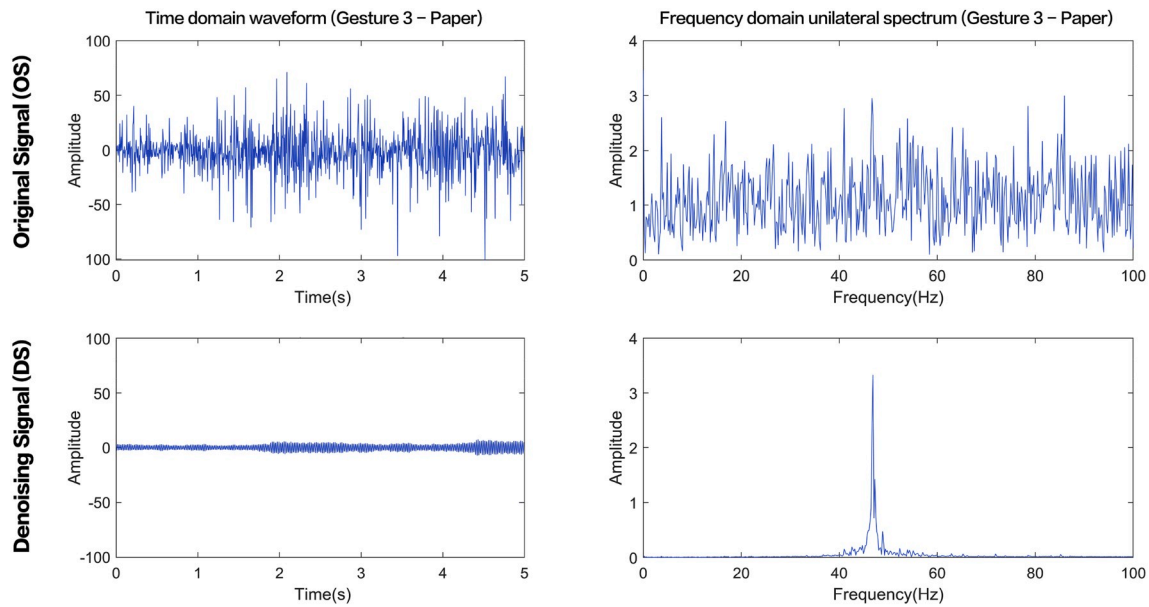 Time domain waveform (Gesture 3 – Paper)
Frequency domain unilateral spectrum (Gesture 3 – Paper)
Original Signal (OS)
Amplitude
100
50
0
-50
100
0 1 2 3 4 5
Time(s)
Amplitude
4
3
2
1
0
0 20 40 60 80 100
Frequency(Hz)
Denoising Signal (DS)
Amplitude
100
50
0
-50
-100
0 1 2 3 4 5
Time(s)
Amplitude
4
3
2
1
0
0 20 40 60 80 100
Frequency(Hz)